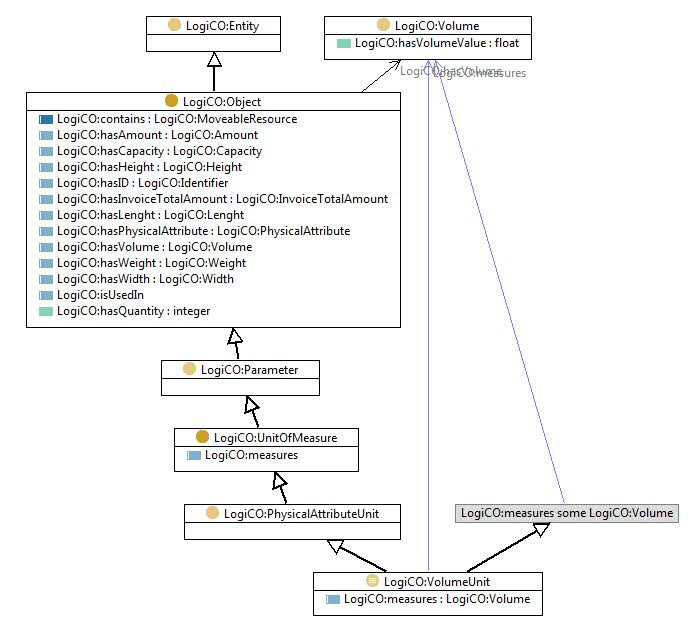 LogiCO:Entity
LogiCO:Volume
LogiCO:hasVolumeValue : float
LogiCO:hasVolume
LogiCO:measures
LogiCO:Object
LogiCO:contains : LogiCO:MoveableResource
LogiCO:hasAmount : LogiCO:Amount
LogiCO:hasCapacity : LogiCO:Capacity
LogiCO:hasHeight : LogiCO:Height
LogiCO:hasID : LogiCO:Identifier
LogiCO:hasInvoiceTotalAmount : LogiCO:InvoiceTotalAmount
LogiCO:hasLenght : LogiCO:Lenght
LogiCO:hasPhysicalAttribute : LogiCO:PhysicalAttribute
LogiCO:hasVolume : LogiCO:Volume
LogiCO:hasWeight : LogiCO:Weight
LogiCO:hasWidth : LogiCO:Width
LogiCO:isUsedIn
LogiCO:hasQuantity : integer
LogiCO:Parameter
LogiCO:UnitOfMeasure
LogiCO:measures
LogiCO:PhysicalAttributeUnit
LogiCO:measures some LogiCO:Volume
LogiCO:VolumeUnit
LogiCO:measures : LogiCO:Volume